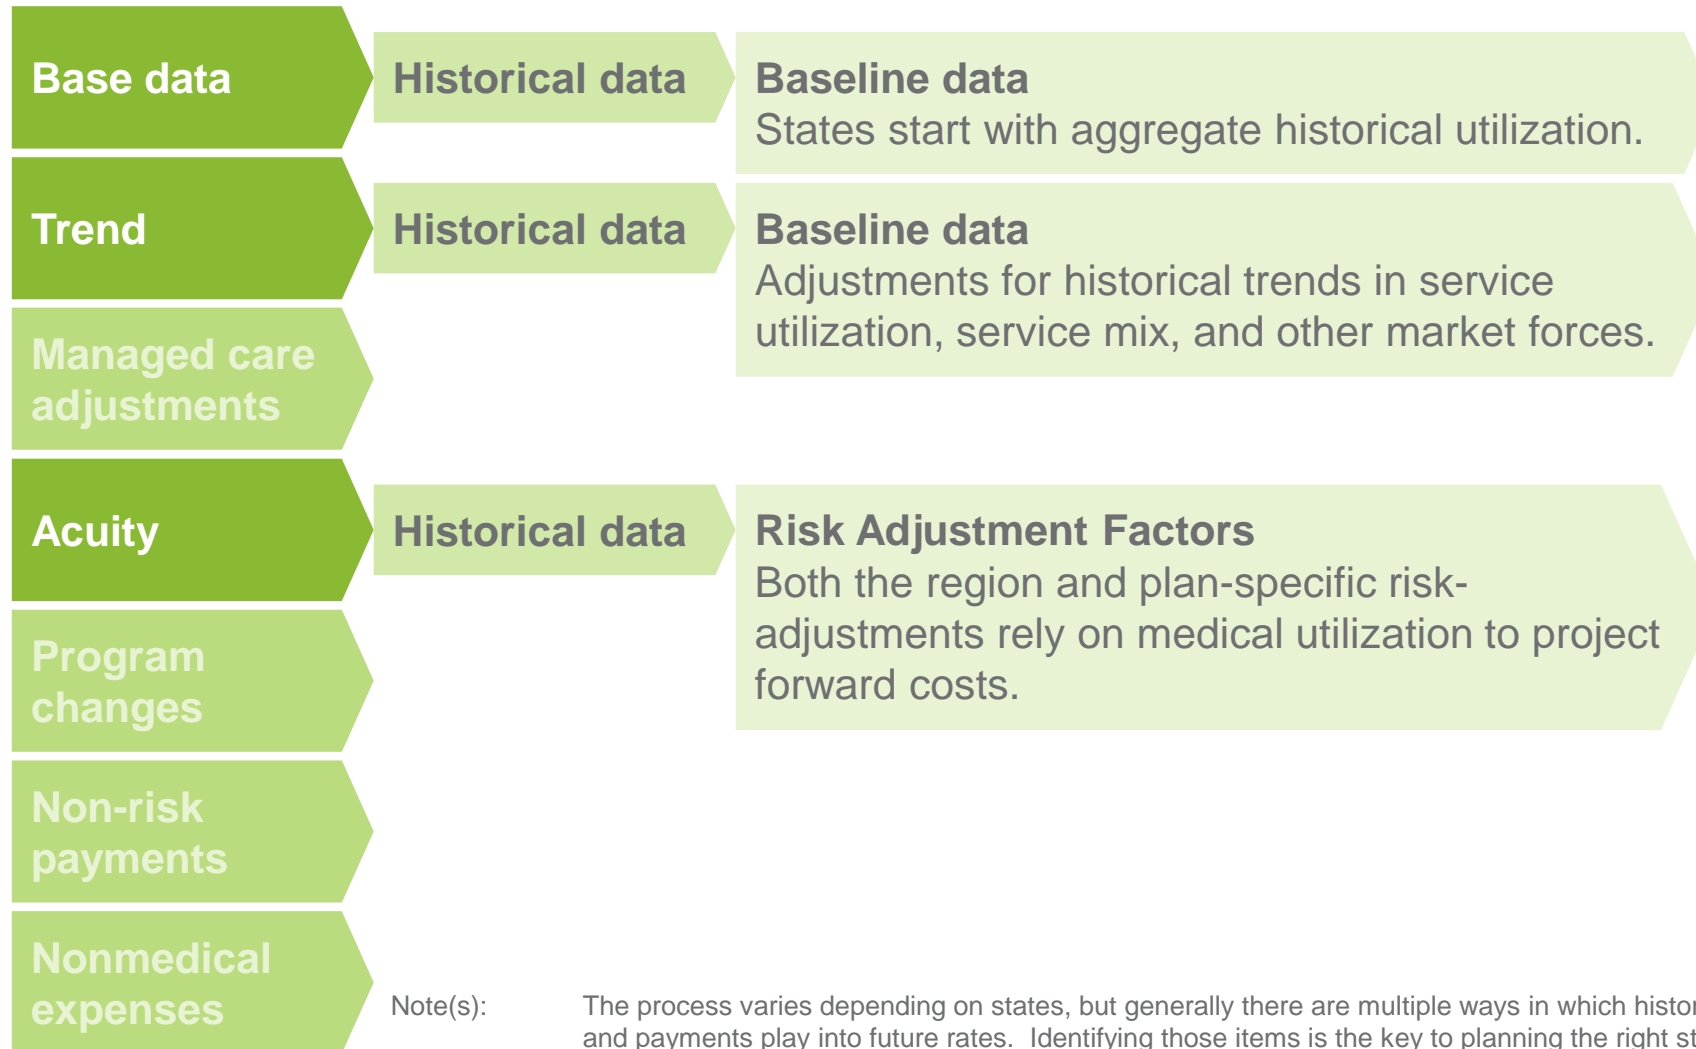 Base data
Historical data
Baseline data
States start with aggregate historical utilization.
Trend
Historical data
Baseline data
Adjustments for historical trends in service
utilization, service mix, and other market forces.
Managed care
adjustments
Acuity
Historical data
Risk Adjustment Factors
Both the region and plan-specific risk-
adjustments rely on medical utilization to project
forward costs.
Program
changes
Non-risk
payments
Nonmedical
expenses
Note(s): The process varies depending on states, but generally there are multiple ways in which
and payments play into future rates. Identifying those items is the key to planning the right